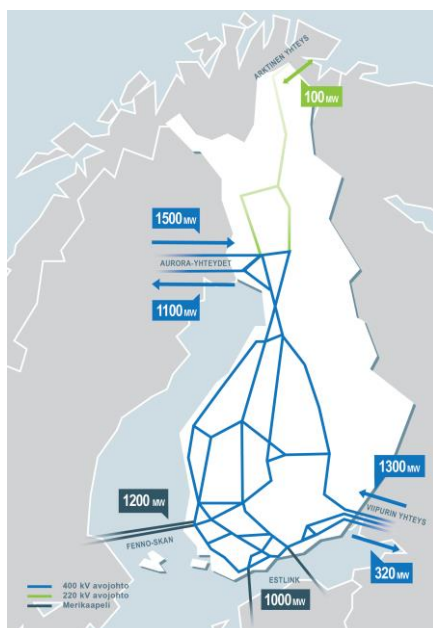 ARKTINEN YHTEYS
100 MW
1500 MW
AURORA-YHTEYDET
1100 MW
1300 MW
VIIPURIN YHTEYS
1200 MW
FENNO-SKAN
320 MW
ESTLINK
1000 MW
400 kV avojohto
220 kV avojohto
Merikaapeli